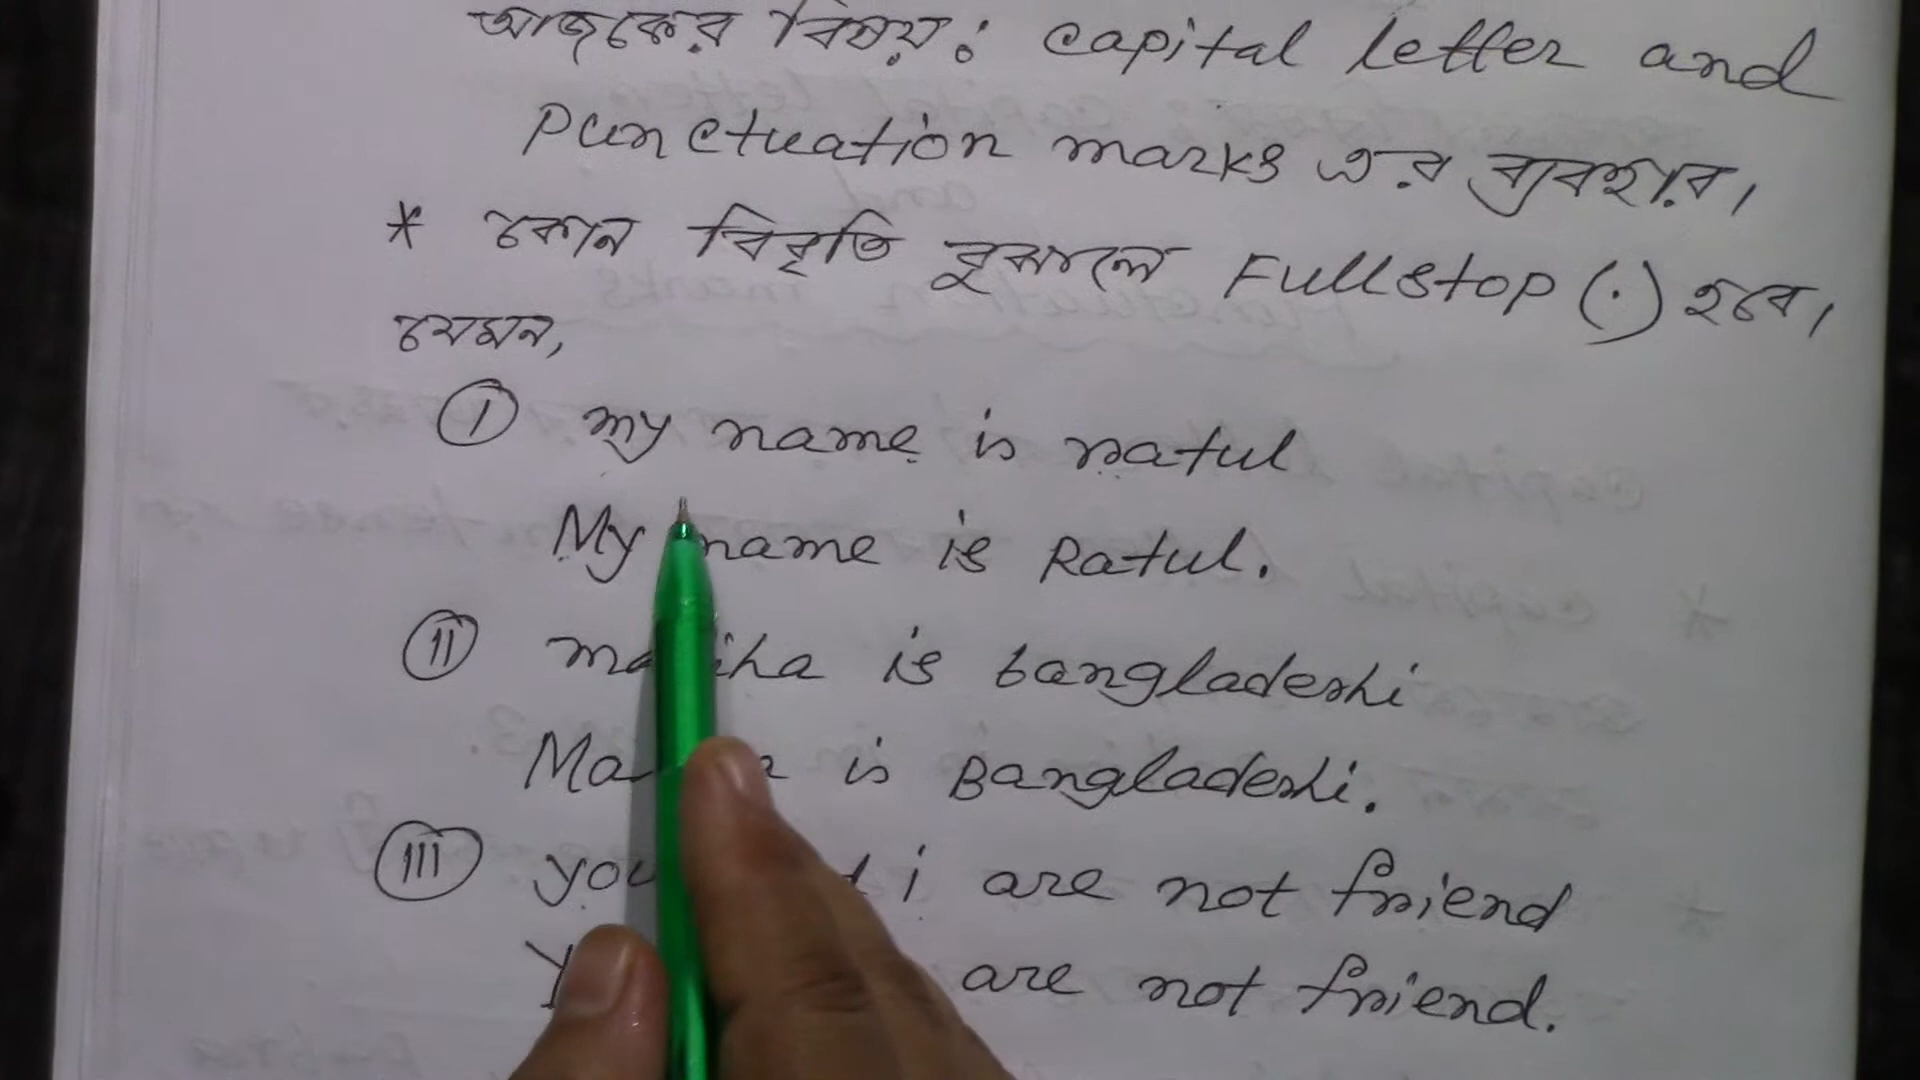 আজকের বিষয়: capital letter and
Punctuation marks এর ব্যবহার।
* কোন বিবৃতি বুঝালে Fullstop (.) হবে।
যেমন,
(i) my name is ratul
My name is Ratul.
(ii) is bangladeshi
is Bangladeshi.
(iii) you i are not friend
are not friend.